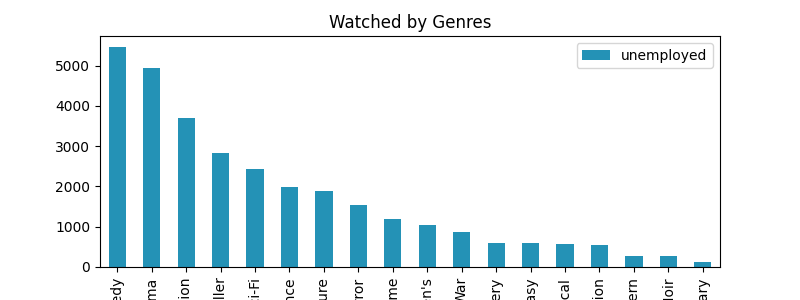 Watched by Genres
unemployed
5000
4000
3000
2000
1000
0
edy
ma
ion
ller
i-Fi
nce
ure
ror
me
en's
War
ery
asy
cal
ion
ern
loir
ary